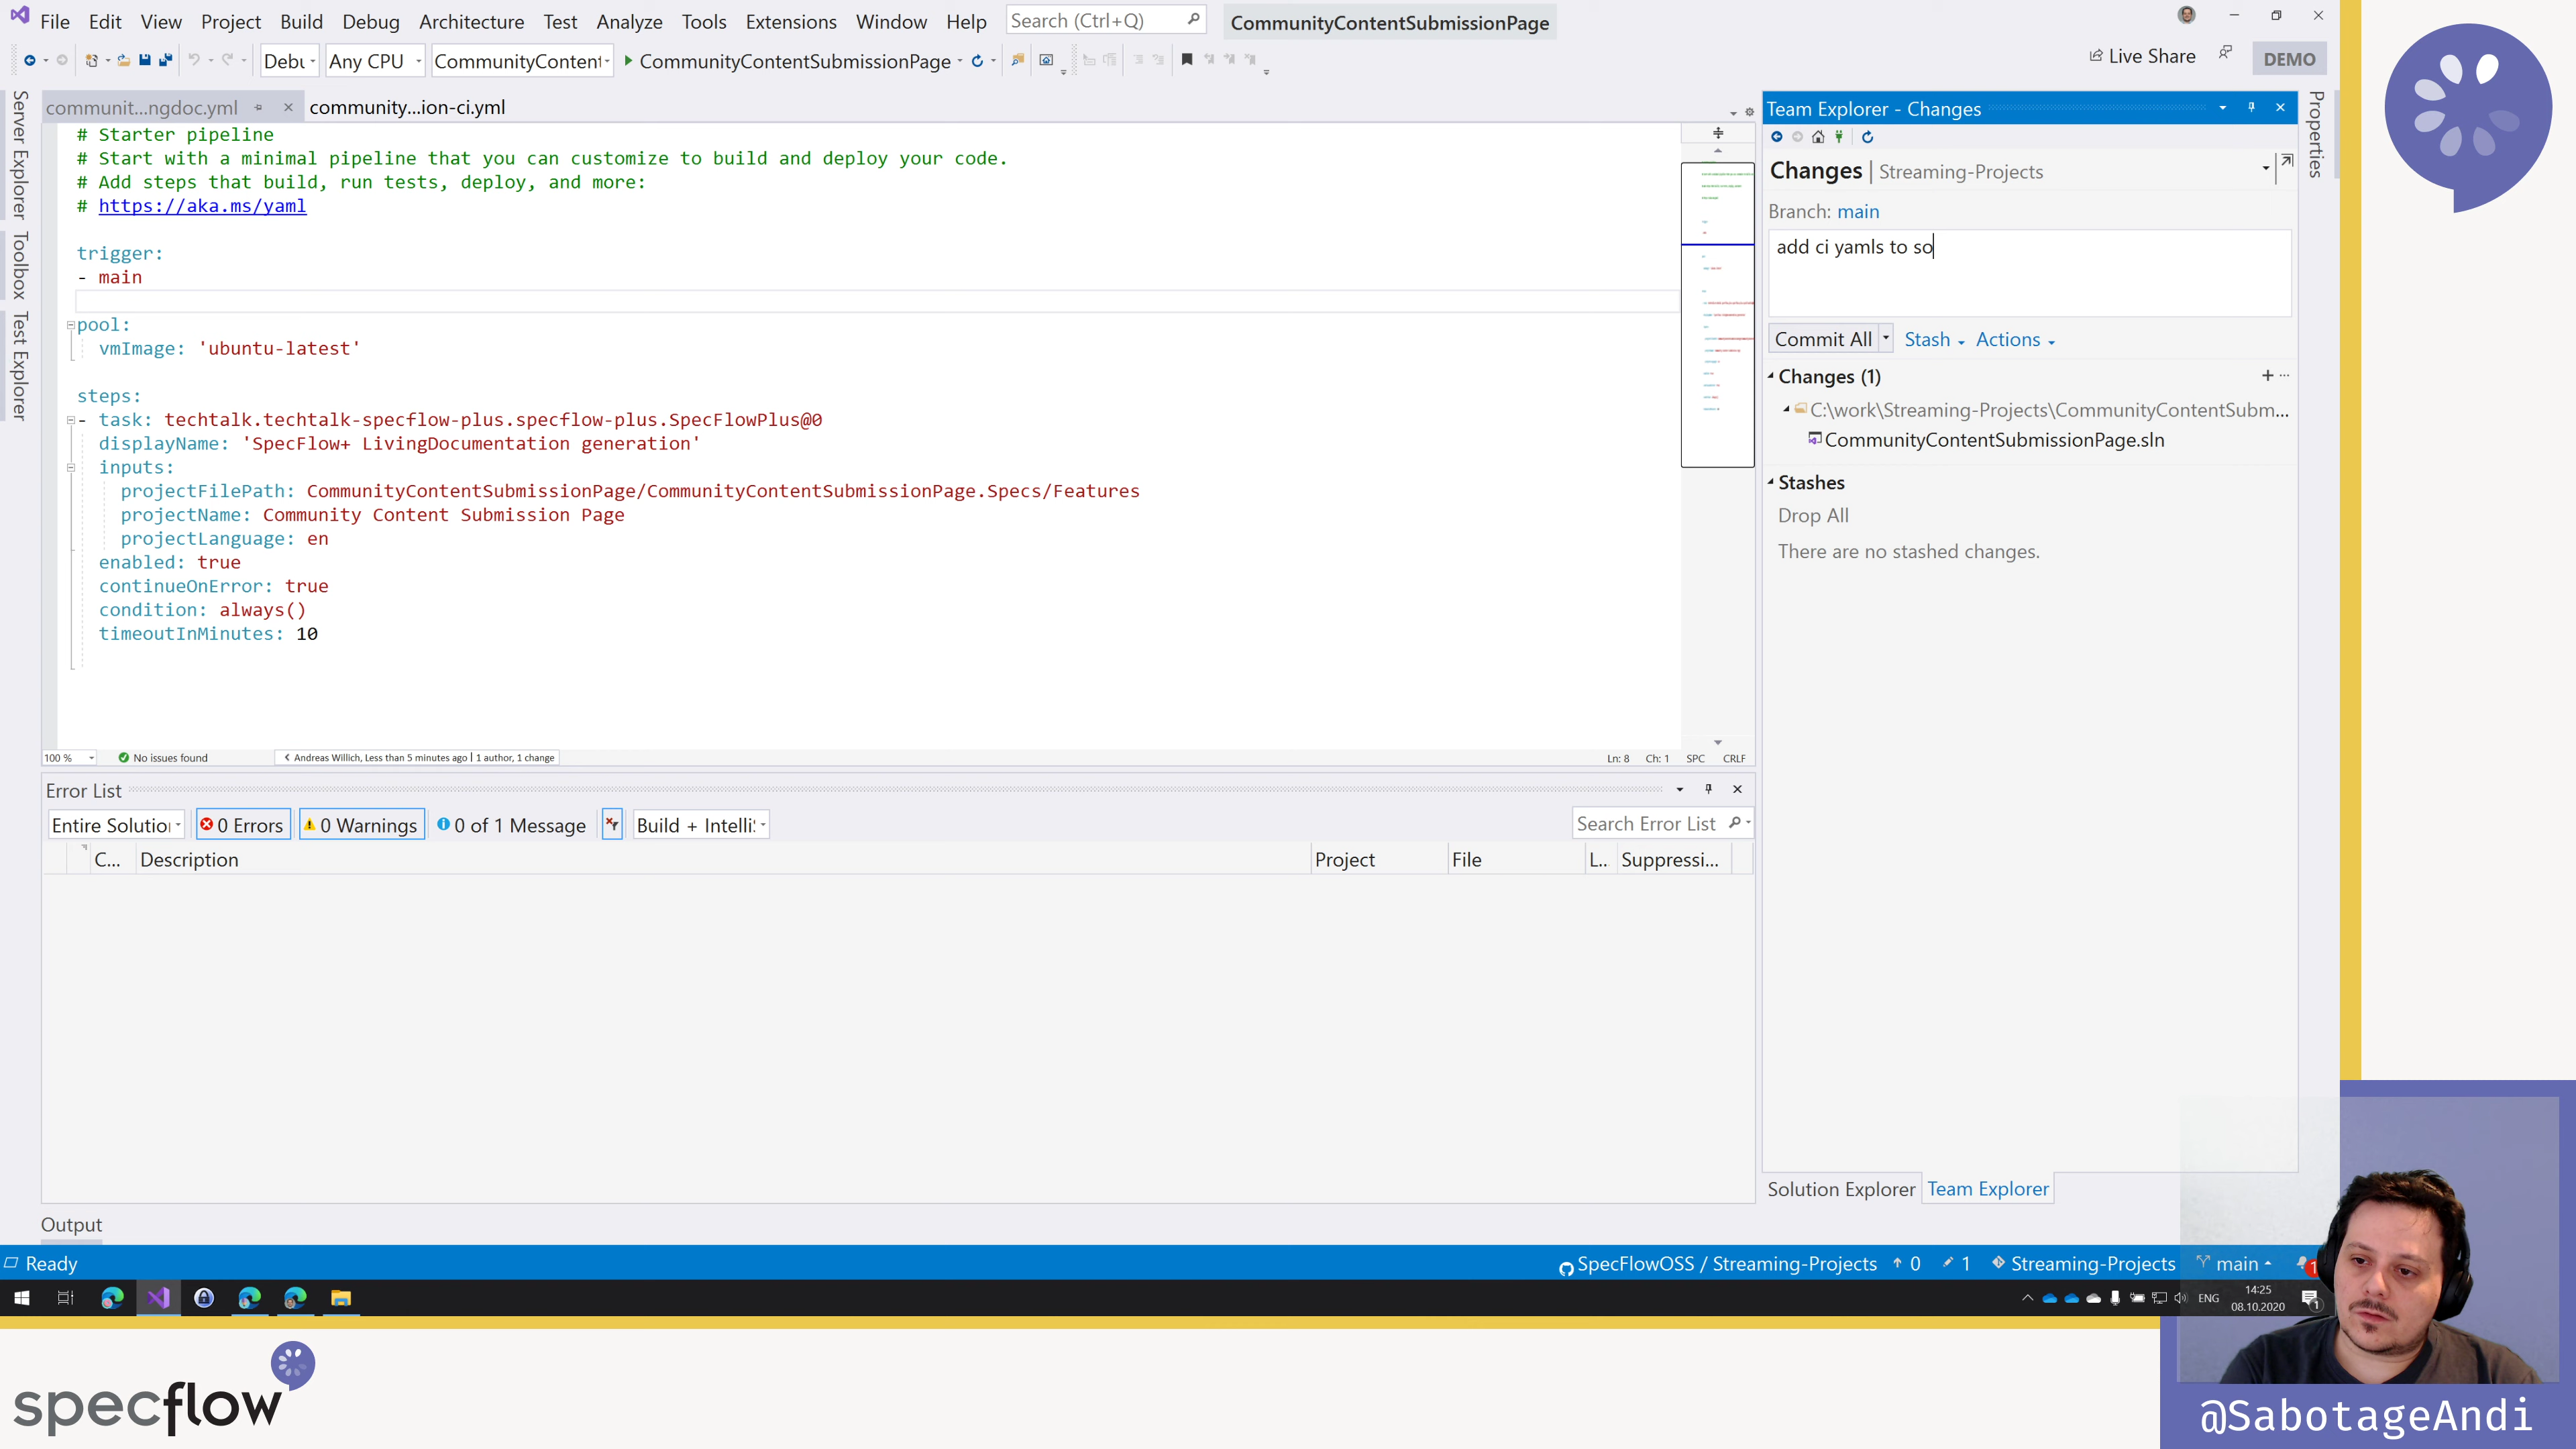 File Edit View Project Build Debug Architecture Test Analyze Tools Extensions Window Help Search (Ctrl+Q) CommunityContentSubmissionPage
Debu Any CPU CommunityConten CommunityContentSubmissionPage Live Share DEMO
Server Explorer
Toolbox
Test Explorer
communit...ngdoc.yml community...ion-ci.yml
# Starter pipeline
# Start with a minimal pipeline that you can customize to build and deploy your code.
# Add steps that build, run tests, deploy, and more:
# https://aka.ms/yaml
trigger:
- main
pool:
vmImage: 'ubuntu-latest'
steps:
- task: techtalk.techtalk-specflow-plus.specflow-plus.SpecFlowPlus@0
displayName: 'SpecFlow+ LivingDocumentation generation'
inputs:
projectFilePath: CommunityContentSubmissionPage/CommunityContentSubmissionPage.Specs/Features
projectName: Community Content Submission Page
projectLanguage: en
enabled: true
continueOnError: true
condition: always()
timeoutInMinutes: 10
100 % No issues found Andreas Willich, Less than 5 minutes ago | 1 author, 1 change Ln: 8 Ch: 1 SPC CRLF
Error List
Entire Solutio 0 Errors 0 Warnings 0 of 1 Message Build + Intelli Search Error List
C... Description Project File L.. Suppressi...
Output
Team Explorer - Changes
Changes | Streaming-Projects
Branch: main
add ci yamls to so
Commit All Stash Actions
Changes (1)
C:\work\Streaming-Projects\CommunityContentSubm...
CommunityContentSubmissionPage.sln
Stashes
Drop All
There are no stashed changes.
Solution Explorer Team Explorer
Properties
Ready SpecFlowOSS / Streaming-Projects 0 1 Streaming-Projects main 1
ENG 14:25
08.10.2020 1
specflow
@SabotageAndi